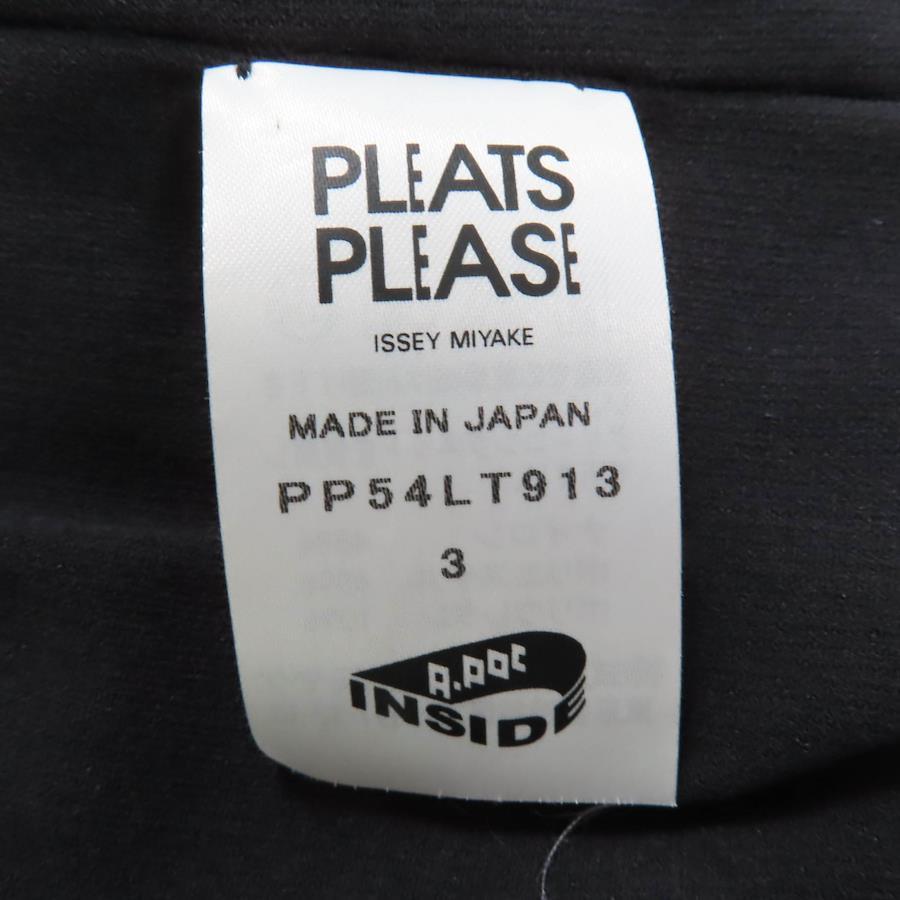 PLEATS
PLEASE
ISSEY MIYAKE
MADE IN JAPAN
PP54LT913
3
A.POC
INSIDE